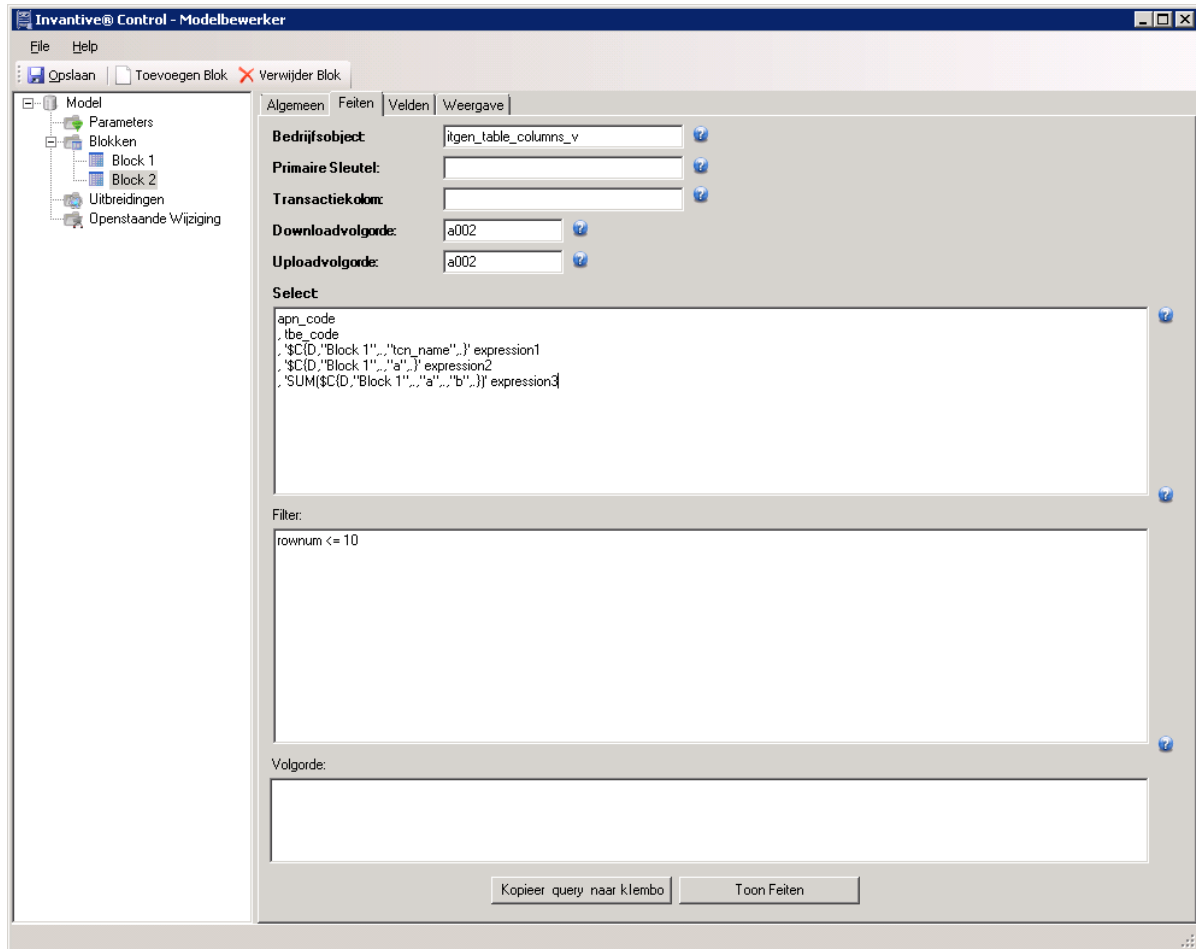 Invantive® Control - Modelbewerker
File Help
Opslaan Toevoegen Blok Verwijder Blok
Model
Parameters
Blokken
Block 1
Block 2
Uitbreidingen
Openstaande Wijziging
Algemeen Feiten Velden Weergave
Bedrijfsobject:
itgen_table_columns_v
Primaire Sleutel:
Transactiekolom:
Downloadvolgorde:
a002
Uploadvolgorde:
a002
Select:
apn_code
, tbe_code
, '$C{D,"Block 1",.,"tcn_name",.}' expression1
, '$C{D,"Block 1",.,"a",.}' expression2
, 'SUM($C{D,"Block 1",.,"a",.,"b",.})' expression3
Filter:
rownum <= 10
Volgorde:
Kopieer query naar klembo
Toon Feiten